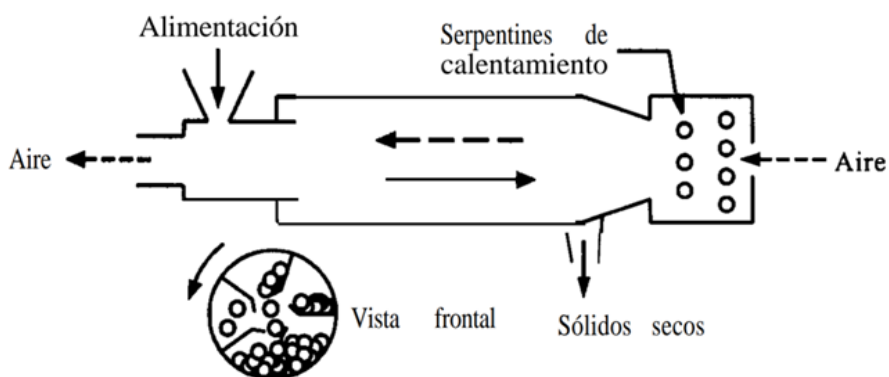 Alimentación
Serpentines de
calentamiento
Aire
Aire
Vista frontal
Sólidos secos